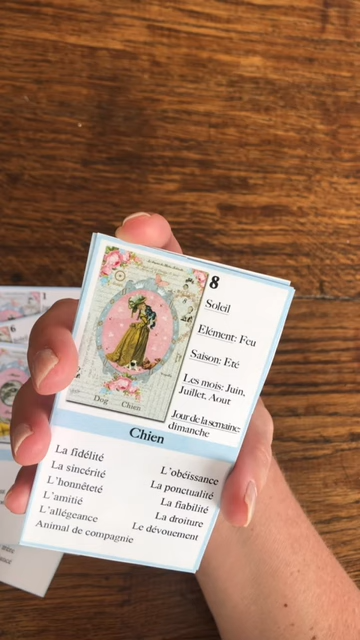 8
Soleil
Elément: Feu
Saison: Eté
Les mois: Juin,
Juillet, Aout
Jour de la semaine:
dimanche
Dog Chien
Chien
La fidélité
La sincérité
L'honnêteté
L'amitié
L'allégeance
Animal de compagnie
L'obéissance
La ponctualité
La fiabilité
La droiture
Le dévouement